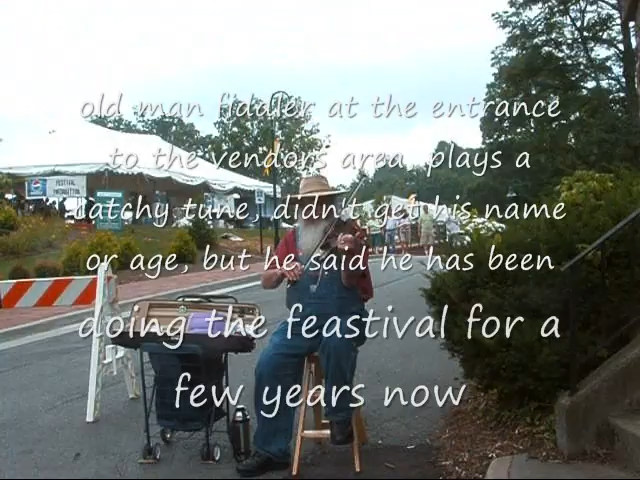 old man fiddler at the entrance
to the vendors area, plays a
catchy tune, didn't get his name
or age, but he said he has been
doing the feastival for a
few years now
FESTIVAL